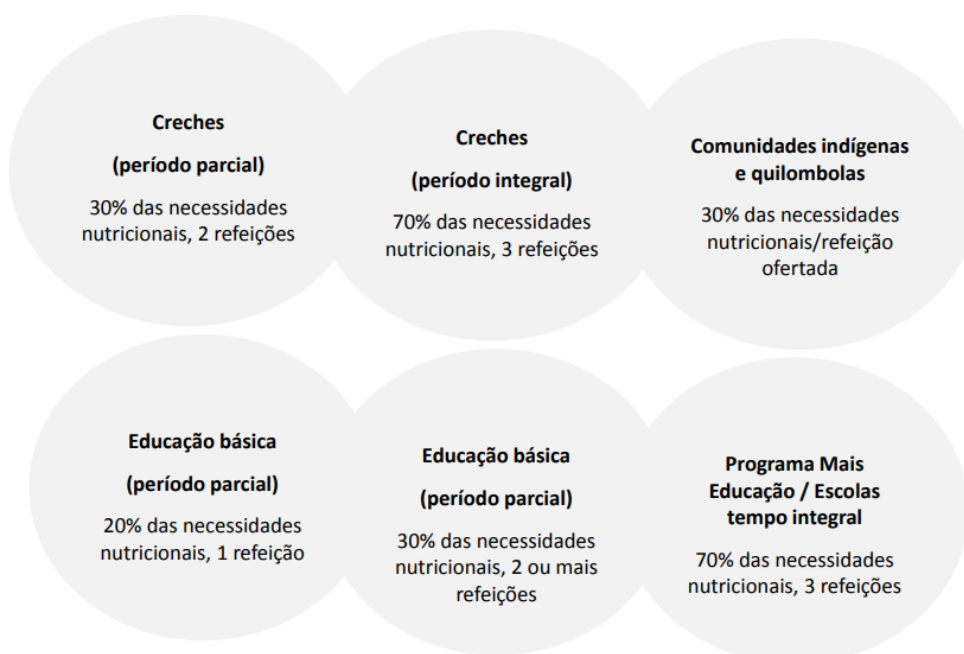 Creches
(período parcial)
30% das necessidades
nutricionais, 2 refeições
Creches
(período integral)
70% das necessidades
nutricionais, 3 refeições
Comunidades indígenas
e quilombolas
30% das necessidades
nutricionais/refeição
ofertada
Educação básica
(período parcial)
20% das necessidades
nutricionais, 1 refeição
Educação básica
(período parcial)
30% das necessidades
nutricionais, 2 ou mais
refeições
Programa Mais
Educação / Escolas
tempo integral
70% das necessidades
nutricionais, 3 refeições